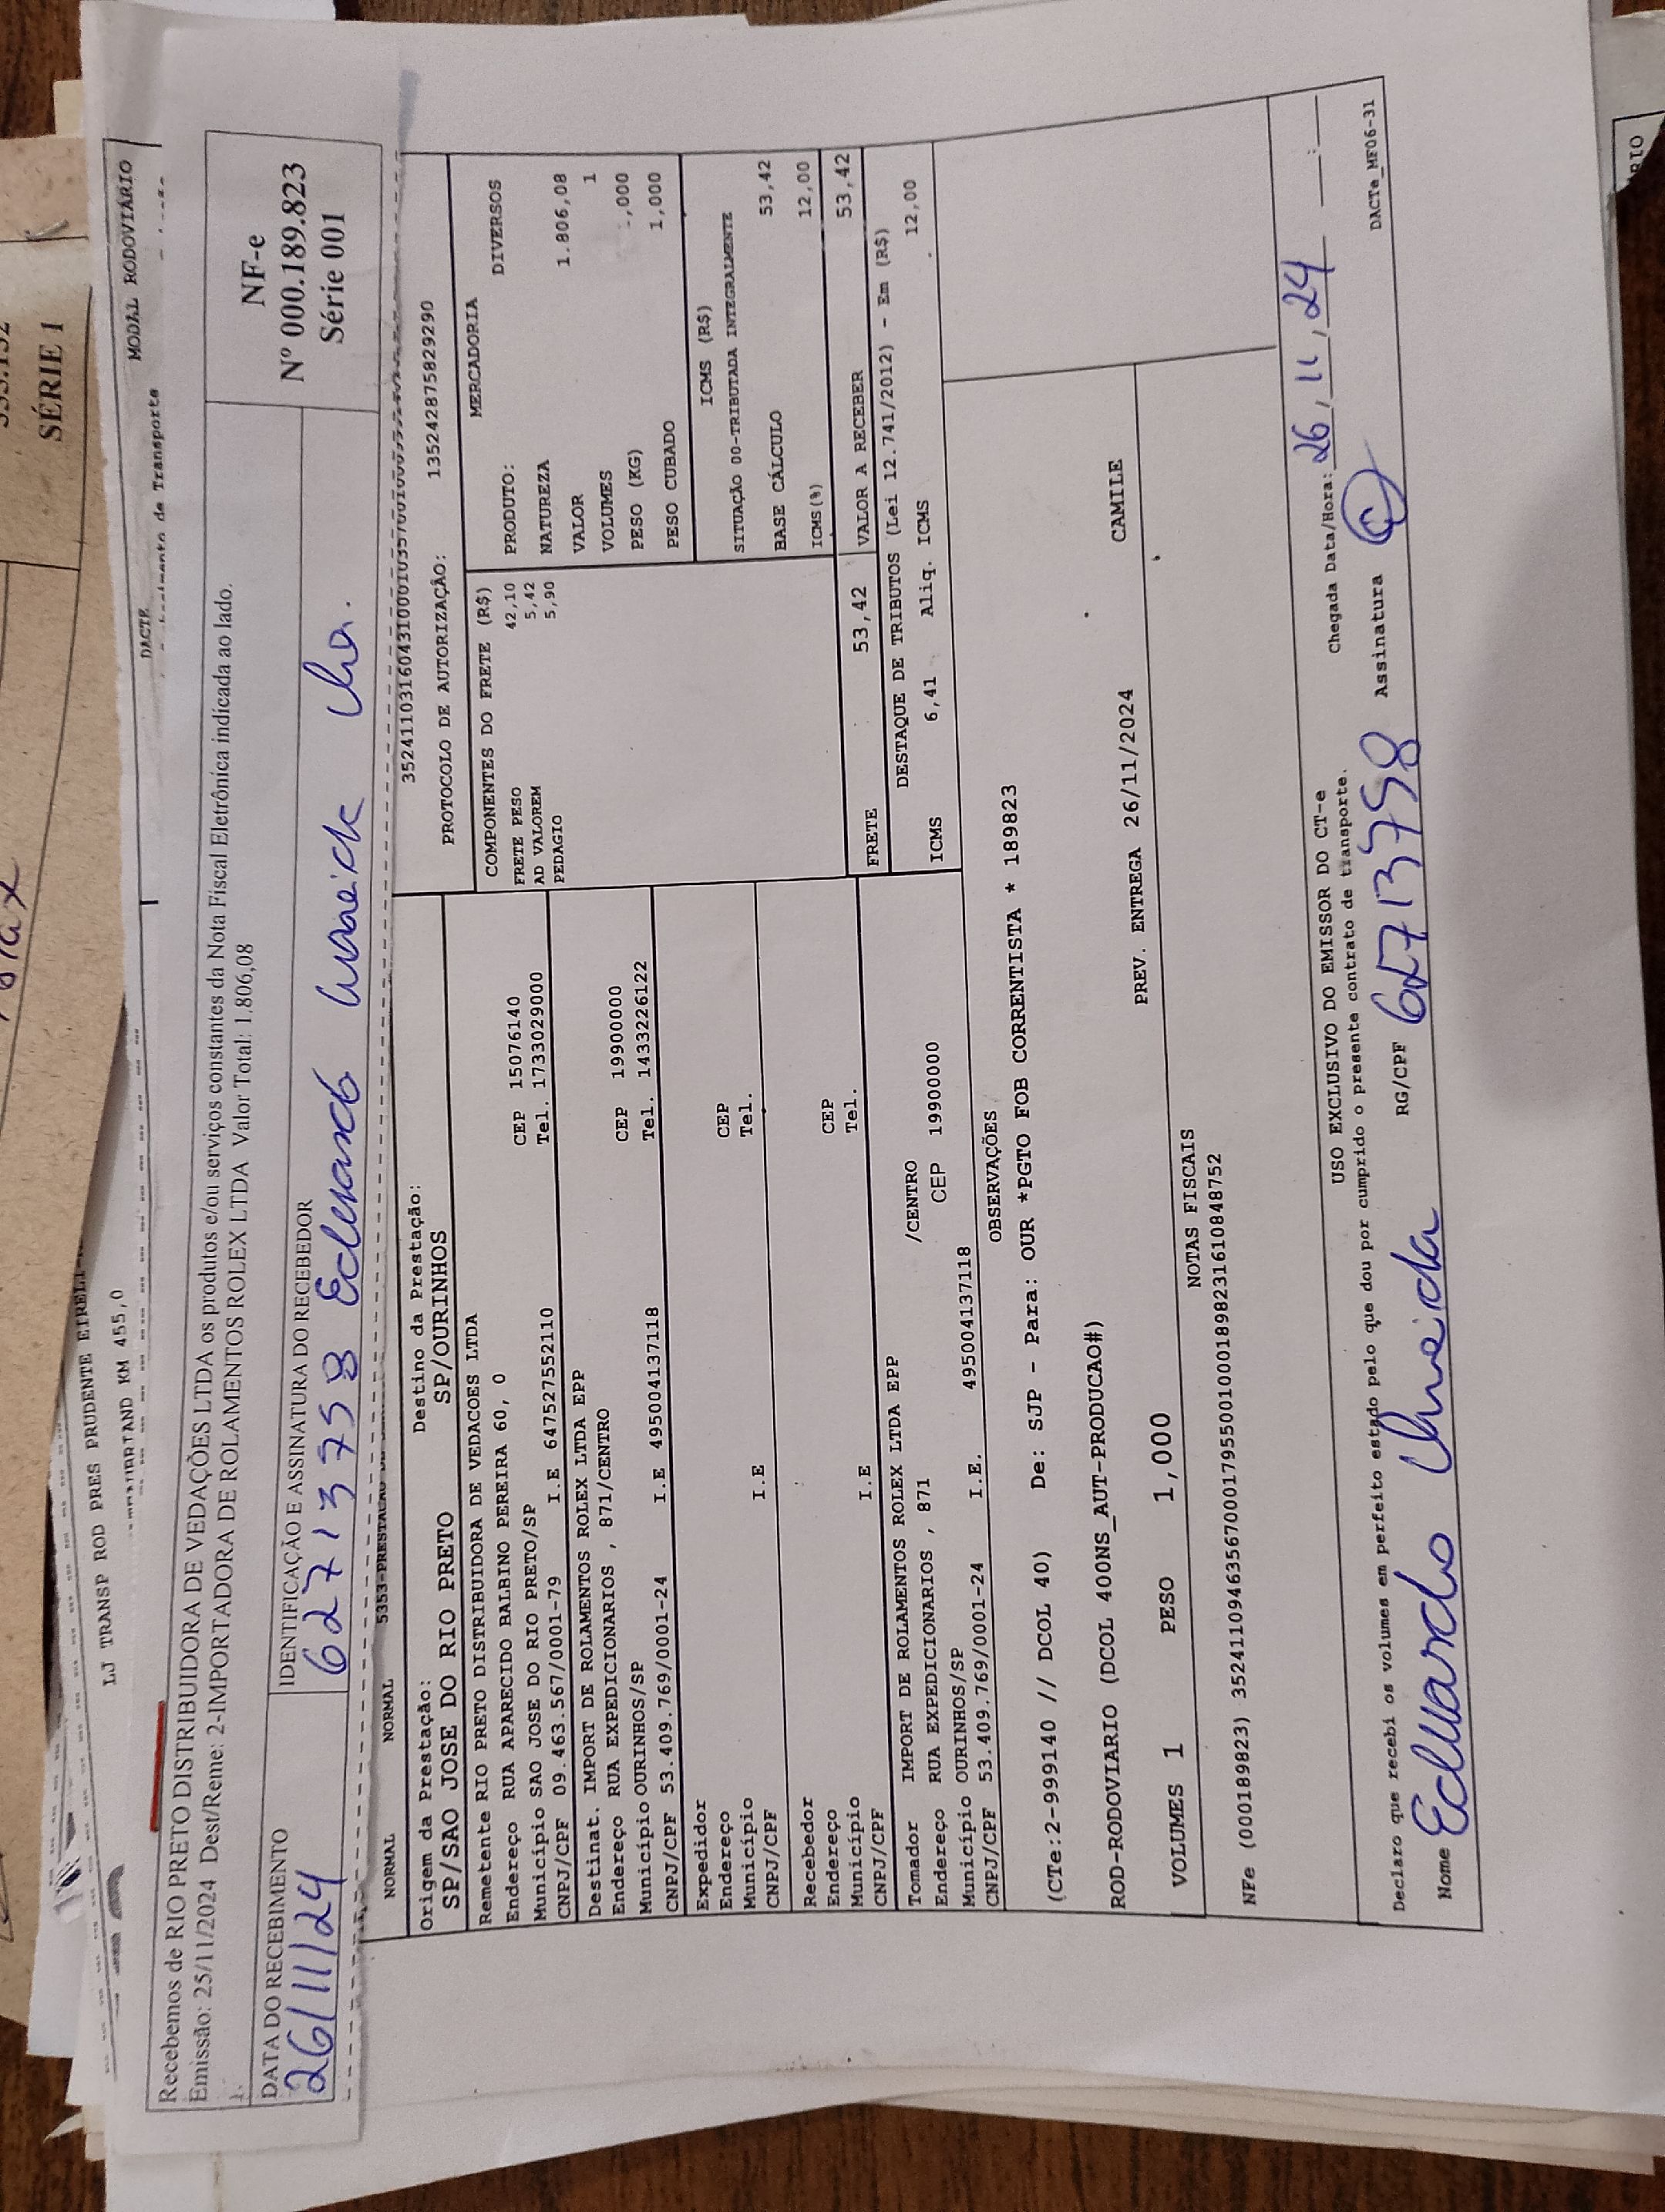 SÉRIE 1
LJ TRANSP ROD PRES PRUDENTE
KM 455,0
DACTE
MODAL RODOVIÁRIO
de Transporte
Recebemos de RIO PRETO DISTRIBUIDORA DE VEDAÇÕES LTDA os produtos e/ou serviços constantes da Nota Fiscal Eletrônica indicada ao lado.
Emissão: 25/11/2024 Dest/Reme: 2-IMPORTADORA DE ROLAMENTOS ROLEX LTDA Valor Total: 1.806,08
NF-e
Nº 000.189.823
Série 001
DATA DO RECEBIMENTO
26/11/24
IDENTIFICAÇÃO E ASSINATURA DO RECEBEDOR
62713758 Eduardo
NORMAL NORMAL
PROTOCOLO DE AUTORIZAÇÃO: 135242875829290
Origem da Prestação: Destino da Prestação:
SP/SAO JOSE DO RIO PRETO SP/OURINHOS
Remetente RIO PRETO DISTRIBUIDORA DE VEDACOES LTDA
Endereço RUA APARECIDO BALBINO PEREIRA 60, 0 CEP 15076140
Município SAO JOSE DO RIO PRETO/SP Tel. 1733029000
CNPJ/CPF 09.463.567/0001-79 I.E 647527552110
Destinat. IMPORT DE ROLAMENTOS ROLEX LTDA EPP
Endereço RUA EXPEDICIONARIOS , 871/CENTRO CEP 19900000
Município OURINHOS/SP Tel. 1433226122
CNPJ/CPF 53.409.769/0001-24 I.E 495004137118
Expedidor
Endereço CEP
Município Tel.
CNPJ/CPF I.E
Recebedor
Endereço CEP
Município Tel.
CNPJ/CPF I.E
Tomador IMPORT DE ROLAMENTOS ROLEX LTDA EPP
Endereço RUA EXPEDICIONARIOS , 871 /CENTRO
Município OURINHOS/SP CEP 19900000
CNPJ/CPF 53.409.769/0001-24 I.E. 495004137118
COMPONENTES DO FRETE (R$)
FRETE PESO 42,10
AD VALOREM 5,42
PEDAGIO 5,90
MERCADORIA
PRODUTO: DIVERSOS
NATUREZA
VALOR 1.806,08
VOLUMES 1
PESO (KG) ,000
PESO CUBADO 1,000
ICMS (R$)
SITUAÇÃO 00-TRIBUTADA INTEGRALMENTE
BASE CÁLCULO 53,42
ICMS(%) 12,00
FRETE 53,42 VALOR A RECEBER 53,42
DESTAQUE DE TRIBUTOS (Lei 12.741/2012) - Em (R$)
ICMS 6,41 Aliq. ICMS 12,00
OBSERVAÇÕES
(CTe:2-999140 // DCOL 40) De: SJP - Para: OUR *PGTO FOB CORRENTISTA * 189823
ROD-RODOVIARIO (DCOL 400NS_AUT-PRODUCAO#)
CAMILE
VOLUMES 1 PESO 1,000 PREV. ENTREGA 26/11/2024
NOTAS FISCAIS
NFe (000189823) 35241109463567000179550010001898231610848752
USO EXCLUSIVO DO EMISSOR DO CT-e
Declaro que recebi os volumes em perfeito estado pelo que dou por cumprido o presente contrato de transporte.
Chegada Data/Hora: 26/11/24
Nome Eduardo Almeida RG/CPF 62713758 Assinatura
DACTe_MF06-31